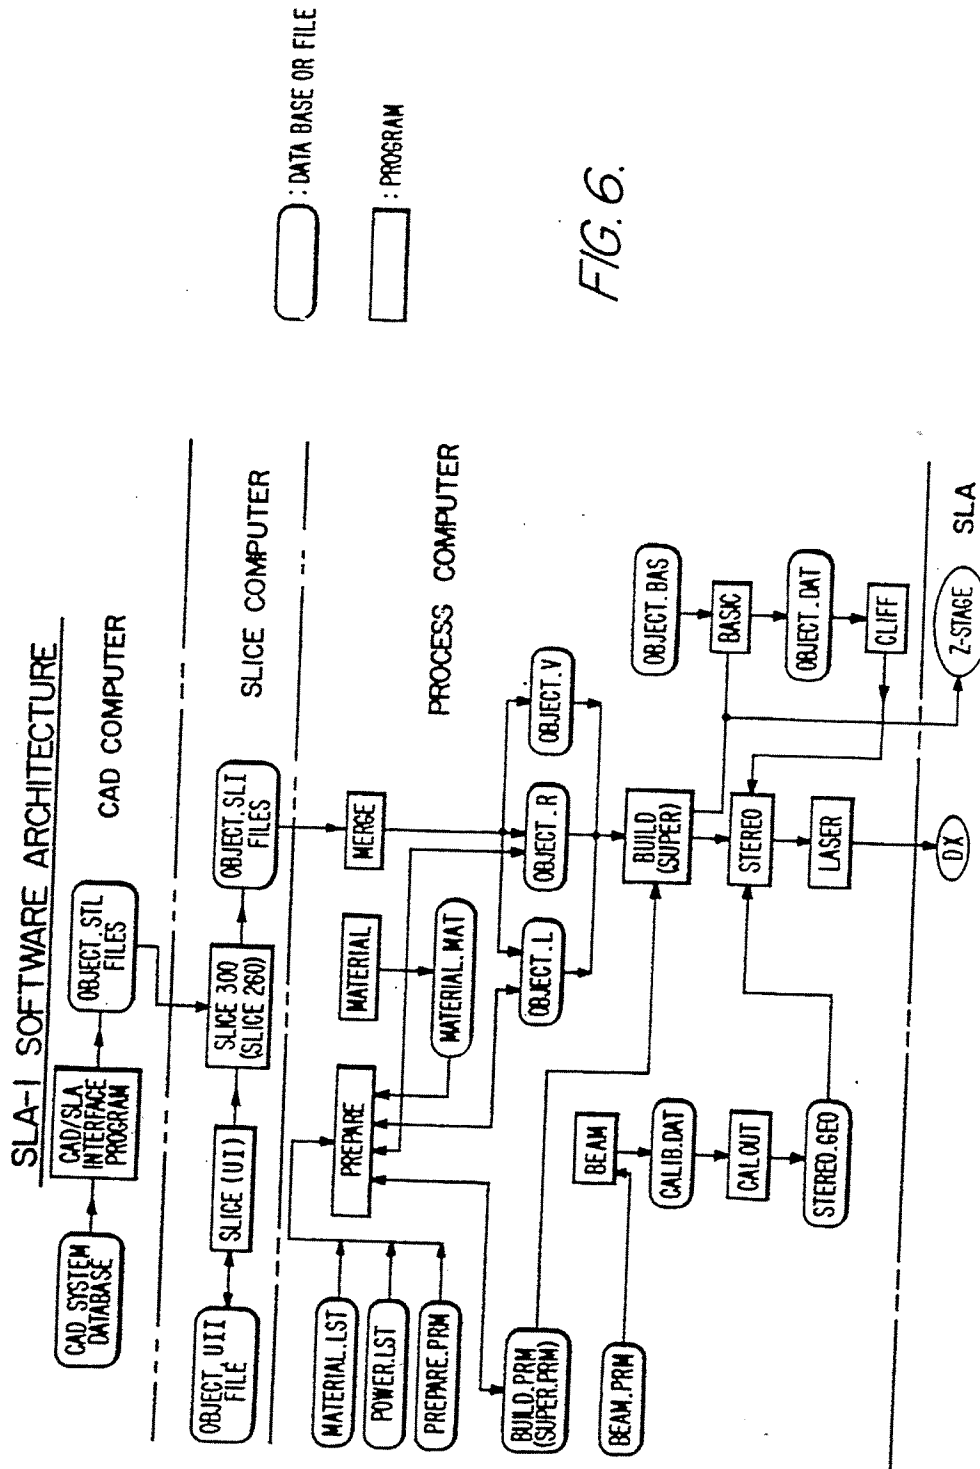 SLA-1 SOFTWARE ARCHITECTURE
CAD COMPUTER
CAD SYSTEM
DATABASE
CAD/SLA
INTERFACE
PROGRAM
OBJECT.STL
FILES
SLICE COMPUTER
OBJECT UII
FILE
SLICE (UI)
SLICE 300
(SLICE 260)
OBJECT.SLI
FILES
PROCESS COMPUTER
MATERIAL.LST
POWER.LST
PREPARE.PRM
PREPARE
MATERIAL
MATERIAL.MAT
MERGE
BUILD.PRM
(SUPER.PRM)
OBJECT.L
OBJECT.R
OBJECT.V
BEAM.PRM
BEAM
CALIB.DAT
CALOUT
STEREO.GEO
BUILD
(SUPER)
STEREO
LASER
OBJECT.BAS
BASIC
OBJECT.DAT
CLIFF
DX
Z-STAGE
SLA
: DATA BASE OR FILE
: PROGRAM
FIG. 6.